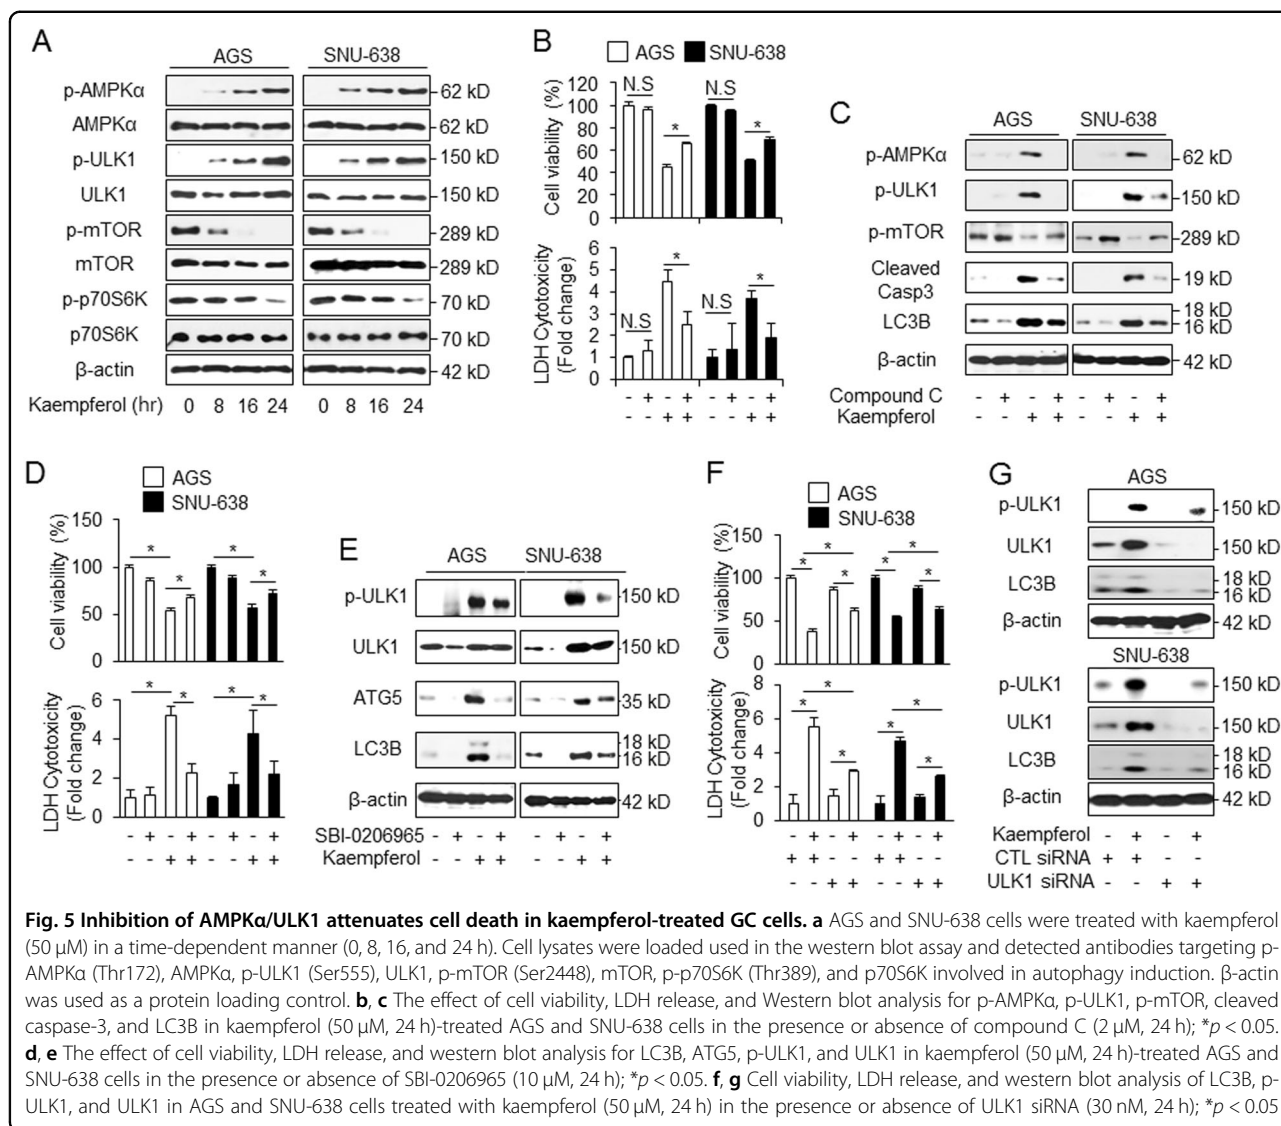 A
AGS SNU-638
p-AMPKα 62 kD
AMPKα 62 kD
p-ULK1 150 kD
ULK1 150 kD
p-mTOR 289 kD
mTOR 289 kD
p-p70S6K 70 kD
p70S6K 70 kD
β-actin 42 kD
Kaempferol (hr) 0 8 16 24 0 8 16 24
B
AGS SNU-638
Cell viability (%)
120
100
80
60
40
20
0
N.S * N.S *
LDH Cytotoxicity
(Fold change)
6
5
4
3
2
1
0
N.S * N.S *
- + - + - + - +
- - + + - - + +
C
AGS SNU-638
p-AMPKα 62 kD
p-ULK1 150 kD
p-mTOR 289 kD
Cleaved
Casp3 19 kD
LC3B 18 kD
16 kD
β-actin 42 kD
Compound C - + - + - + - +
Kaempferol - - + + - - + +
D
AGS
SNU-638
Cell viability (%)
150
100
50
0
* * * *
LDH Cytotoxicity
(Fold change)
6
4
2
0
* * * *
- + - + - + - +
- - + + - - + +
E
AGS SNU-638
p-ULK1 150 kD
ULK1 150 kD
ATG5 35 kD
LC3B 18 kD
16 kD
β-actin 42 kD
SBI-0206965 - + - + - + - +
Kaempferol - - + + - - + +
F
AGS
SNU-638
Cell viability (%)
150
100
50
0
* * * * * *
LDH Cytotoxicity
(Fold change)
8
6
4
2
0
* * * * * *
- + - + - + - +
+ + - - + + - -
- - + + - - + +
G
AGS
p-ULK1 150 kD
ULK1 150 kD
LC3B 18 kD
16 kD
β-actin 42 kD
SNU-638
p-ULK1 150 kD
ULK1 150 kD
LC3B 18 kD
16 kD
β-actin 42 kD
Kaempferol - + - +
CTL siRNA + + - -
ULK1 siRNA - - + +
Fig. 5 Inhibition of AMPKα/ULK1 attenuates cell death in kaempferol-treated GC cells. a AGS and SNU-638 cells were treated with kaempferol
(50 μM) in a time-dependent manner (0, 8, 16, and 24 h). Cell lysates were loaded used in the western blot assay and detected antibodies targeting p-
AMPKα (Thr172), AMPKα, p-ULK1 (Ser555), ULK1, p-mTOR (Ser2448), mTOR, p-p70S6K (Thr389), and p70S6K involved in autophagy induction. β-actin
was used as a protein loading control. b, c The effect of cell viability, LDH release, and Western blot analysis for p-AMPKα, p-ULK1, p-mTOR, cleaved
caspase-3, and LC3B in kaempferol (50 μM, 24 h)-treated AGS and SNU-638 cells in the presence or absence of compound C (2 μM, 24 h); *p < 0.05.
d, e The effect of cell viability, LDH release, and western blot analysis for LC3B, ATG5, p-ULK1, and ULK1 in kaempferol (50 μM, 24 h)-treated AGS and
SNU-638 cells in the presence or absence of SBI-0206965 (10 μM, 24 h); *p < 0.05. f, g Cell viability, LDH release, and western blot analysis of LC3B, p-
ULK1, and ULK1 in AGS and SNU-638 cells treated with kaempferol (50 μM, 24 h) in the presence or absence of ULK1 siRNA (30 nM, 24 h); *p < 0.05